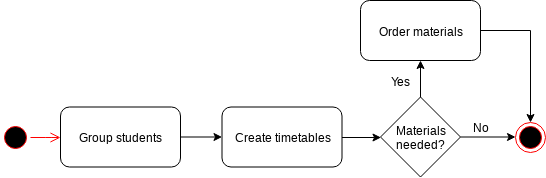 Order materials
Yes
Group students
Create timetables
Materials
needed?
No